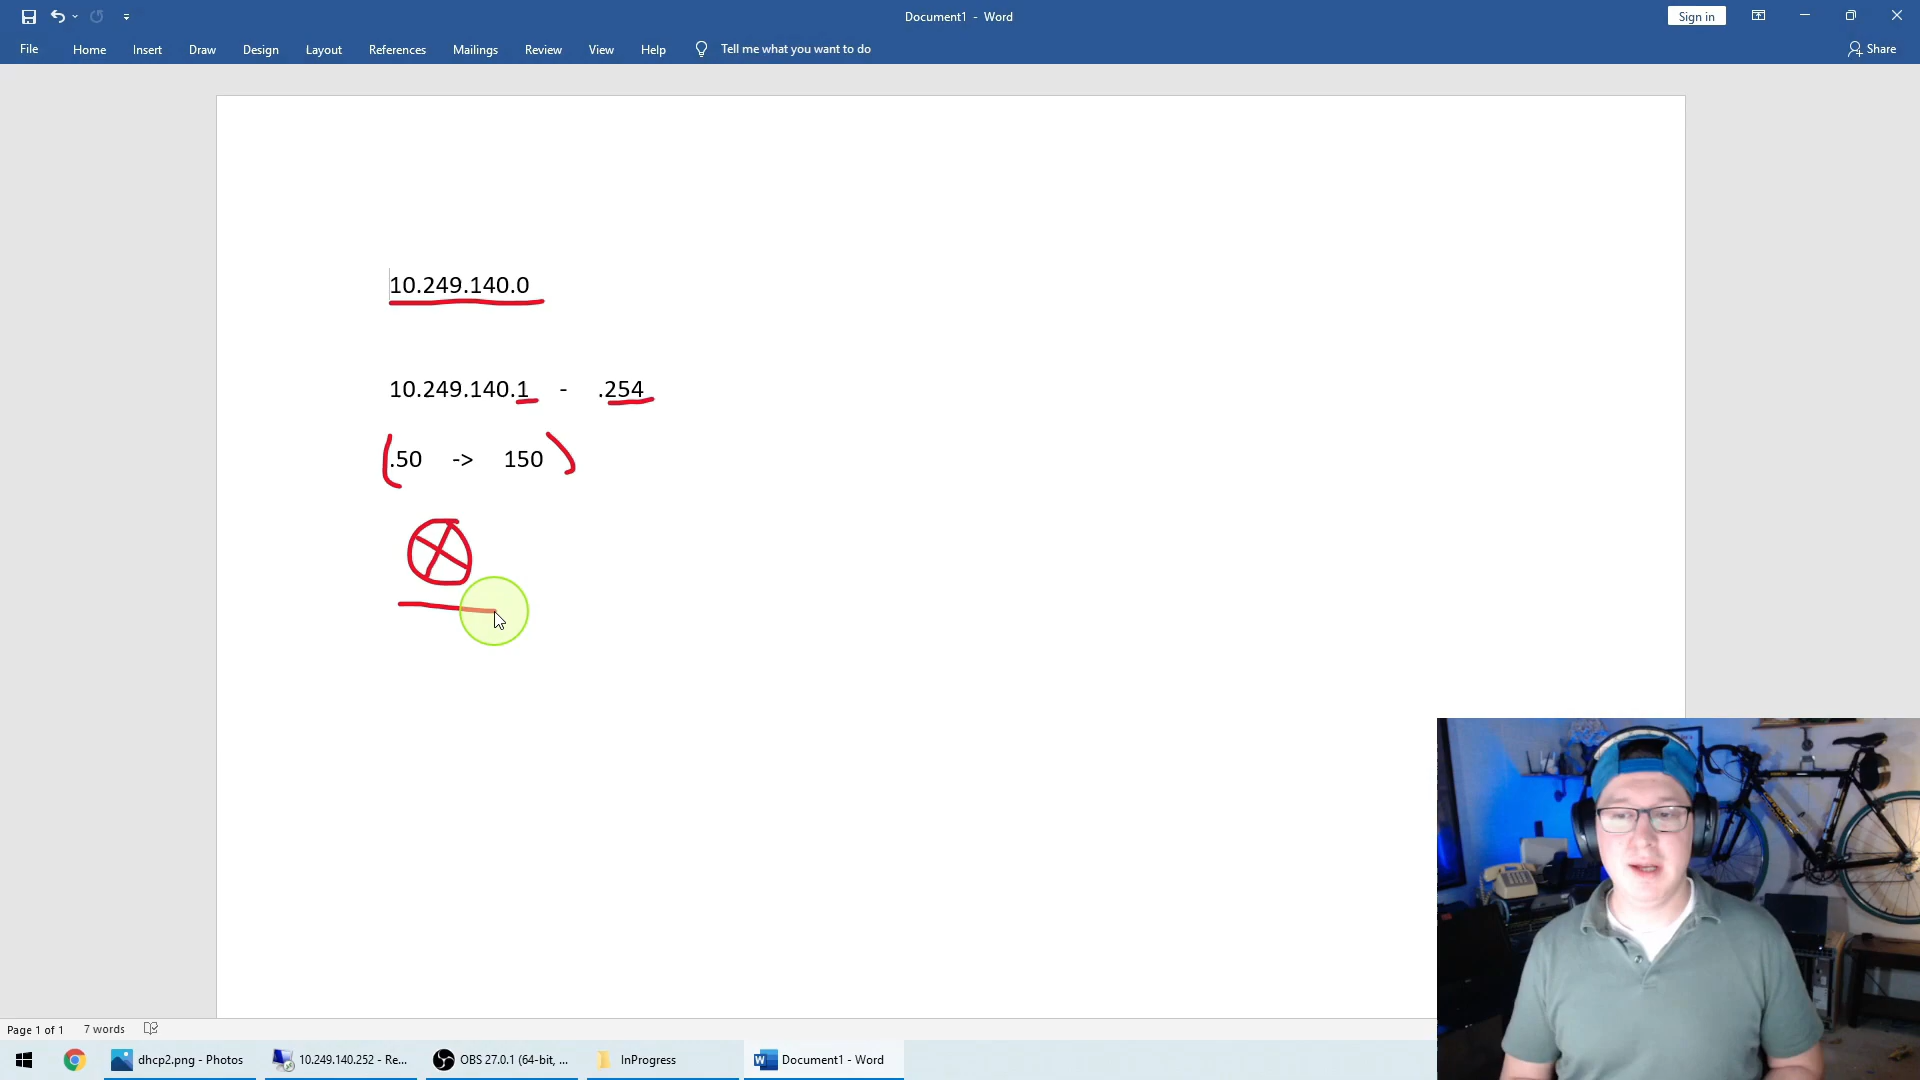 Document1 - Word
Sign in
File Home Insert Draw Design Layout References Mailings Review View Help Tell me what you want to do Share
10.249.140.0
10.249.140.1 - .254
.50 -> 150
Page 1 of 1 7 words
dhcp2.png - Photos 10.249.140.252 - Re... OBS 27.0.1 (64-bit, ... InProgress Document1 - Word